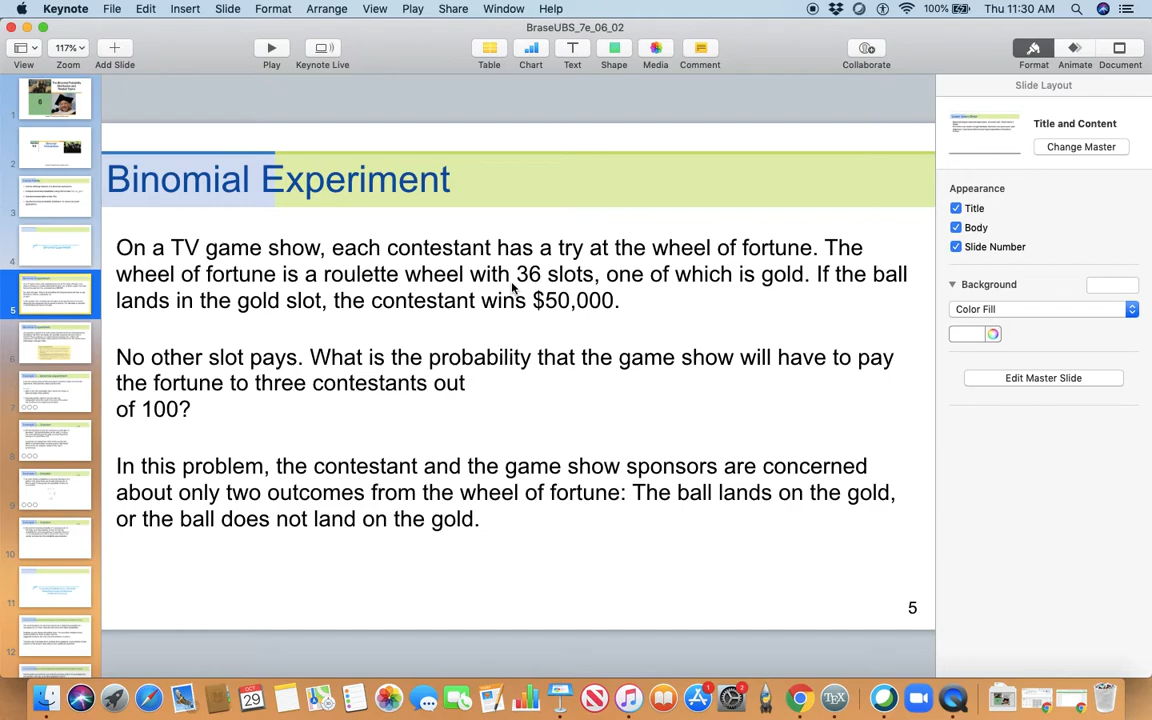 Keynote File Edit Insert Slide Format Arrange View Play Share Window Help 100% Thu 11:30 AM
BraseUBS_7e_06_02
117%
View Zoom Add Slide Play Keynote Live Table Chart Text Shape Media Comment Collaborate Format Animate Document
Slide Layout
Title and Content
Change Master
Appearance
Title
Body
Slide Number
Background
Color Fill
Edit Master Slide
1
2
3
4
5
6
7
8
9
10
11
12
Binomial Experiment
On a TV game show, each contestant has a try at the wheel of fortune. The
wheel of fortune is a roulette wheel with 36 slots, one of which is gold. If the ball
lands in the gold slot, the contestant wins $50,000.
No other slot pays. What is the probability that the game show will have to pay
the fortune to three contestants out
of 100?
In this problem, the contestant and the game show sponsors are concerned
about only two outcomes from the wheel of fortune: The ball lands on the gold,
or the ball does not land on the gold.
5
OCT
29
TEX
1
2